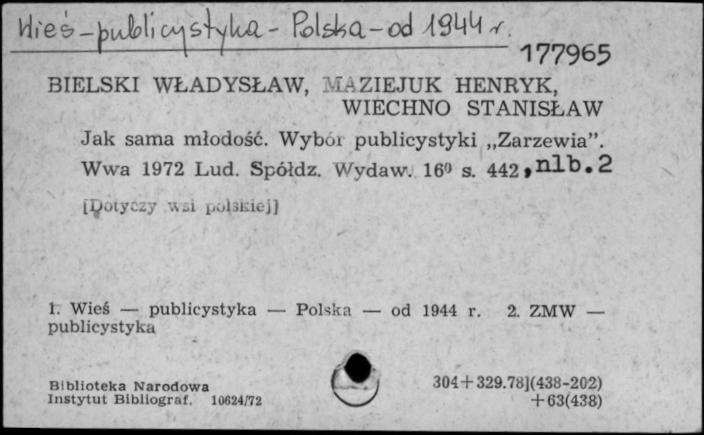 Wieś – publicystyka – Polska – od 1944 r.
177965
BIELSKI WŁADYSŁAW, MAZIEJUK HENRYK,
WIECHNO STANISŁAW
Jak sama młodość. Wybór publicystyki „Zarzewia”.
Wwa 1972 Lud. Spółdz. Wydaw. 16⁰ s. 442, nlb. 2
[Dotyczy wsi polskiej]
1. Wieś — publicystyka — Polska — od 1944 r. 2. ZMW —
publicystyka
Biblioteka Narodowa
Instytut Bibliograf. 10624/72
304+329.78](438-202)
+63(438)